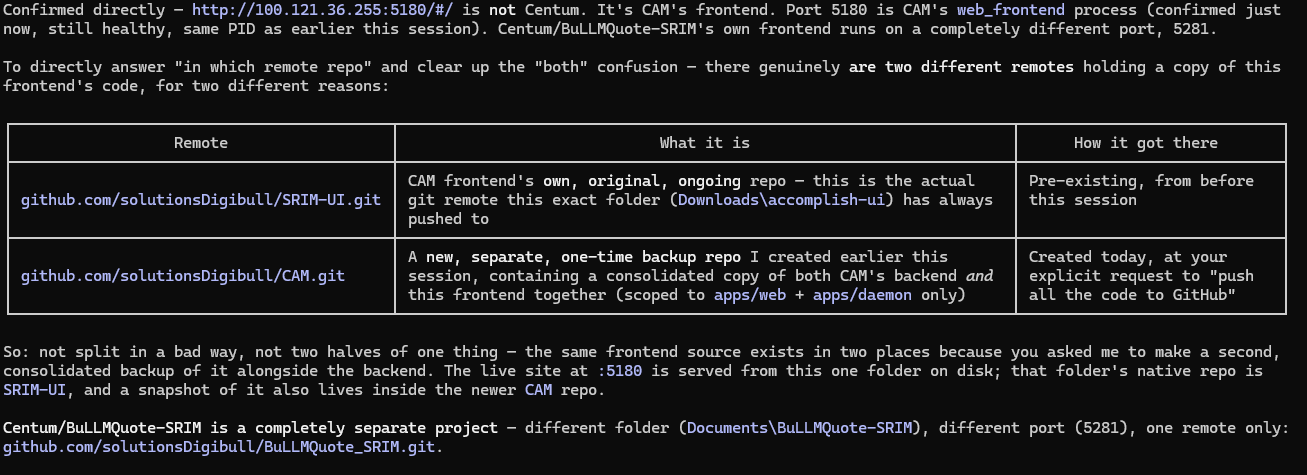 Confirmed directly — http://100.121.36.255:5180/#/ is not Centum. It's CAM's frontend. Port 5180 is CAM's web_frontend process (confirmed just
now, still healthy, same PID as earlier this session). Centum/BuLLMQuote-SRIM's own frontend runs on a completely different port, 5281.
To directly answer "in which remote repo" and clear up the "both" confusion — there genuinely are two different remotes holding a copy of this
frontend's code, for two different reasons:
Remote
What it is
How it got there
github.com/solutionsDigibull/SRIM-UI.git
CAM frontend's own, original, ongoing repo — this is the actual
git remote this exact folder (Downloads\accomplish-ui) has always
pushed to
Pre-existing, from before
this session
github.com/solutionsDigibull/CAM.git
A new, separate, one-time backup repo I created earlier this
session, containing a consolidated copy of both CAM's backend and
this frontend together (scoped to apps/web + apps/daemon only)
Created today, at your
explicit request to "push
all the code to GitHub"
So: not split in a bad way, not two halves of one thing — the same frontend source exists in two places because you asked me to make a second,
consolidated backup of it alongside the backend. The live site at :5180 is served from this one folder on disk; that folder's native repo is
SRIM-UI, and a snapshot of it also lives inside the newer CAM repo.
Centum/BuLLMQuote-SRIM is a completely separate project — different folder (Documents\BuLLMQuote-SRIM), different port (5281), one remote only:
github.com/solutionsDigibull/BuLLMQuote_SRIM.git.